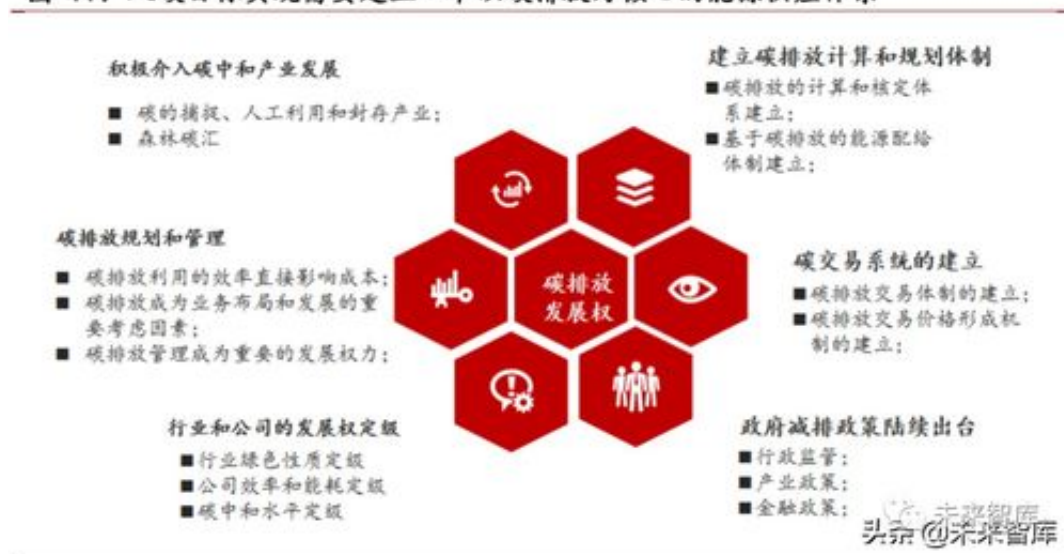 积极介入碳中和产业发展
■ 碳的捕捉、人工利用和封存产业;
■ 森林碳汇
建立碳排放计算和规划体制
■碳排放的计算和核定体
系建立;
■基于碳排放的能源配给
体制建立;
碳排放规划和管理
■ 碳排放利用的效率直接影响成本;
■ 碳排放成为业务布局和发展的重
要考虑因素;
■ 碳排放管理成为重要的发展权力;
碳排放
发展权
碳交易系统的建立
■碳排放交易体制的建立;
■碳排放交易价格形成机
制的建立;
行业和公司的发展权定级
■行业绿色性质定级
■公司效率和能耗定级
■碳中和水平定级
政府减排政策陆续出台
■行政监管;
■产业政策;
■金融政策;
未来智库
头条 @未来智库